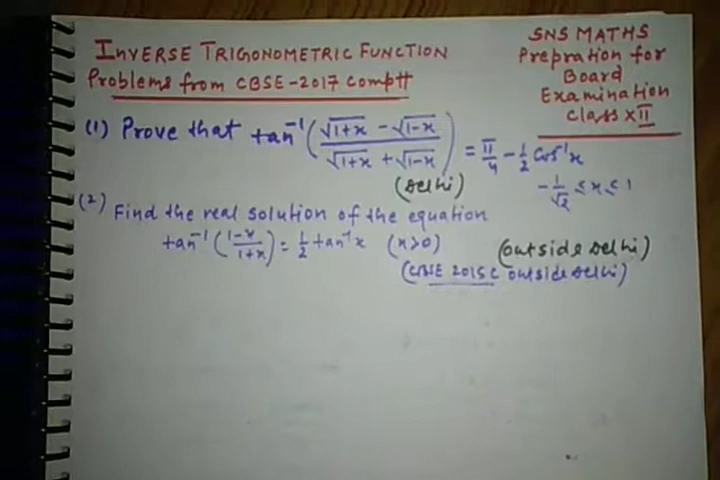 INVERSE TRIGONOMETRIC FUNCTION
Problems from CBSE-2017 Comptt
SNS MATHS
Prepration for
Board
Examination
Class XII
(1) Prove that tan⁻¹(√1+x - √1-x / √1+x + √1-x) = π/4 - 1/2 Cos⁻¹x
-1/√2 ≤ x ≤ 1
(Delhi)
(2) Find the real solution of the equation
tan⁻¹(1-x/1+x) = 1/2 tan⁻¹x (x>0) (outside Delhi)
(CBSE 2015C outside Delhi)